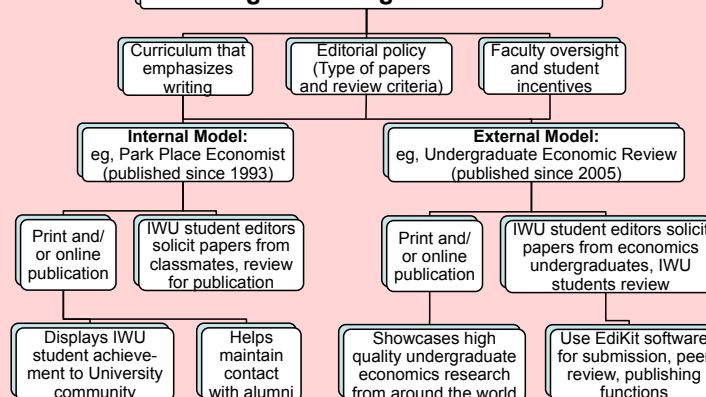 Curriculum that
emphasizes
writing
Editorial policy
(Type of papers
and review criteria)
Faculty oversight
and student
incentives
Internal Model:
eg, Park Place Economist
(published since 1993)
External Model:
eg, Undergraduate Economic Review
(published since 2005)
Print and/
or online
publication
IWU student editors
solicit papers from
classmates, review
for publication
Print and/
or online
publication
IWU student editors solicit
papers from economics
undergraduates, IWU
students review
Displays IWU
student achieve-
ment to University
community
Helps
maintain
contact
with alumni
Showcases high
quality undergraduate
economics research
from around the world
Use EdiKit software
for submission, peer
review, publishing
functions